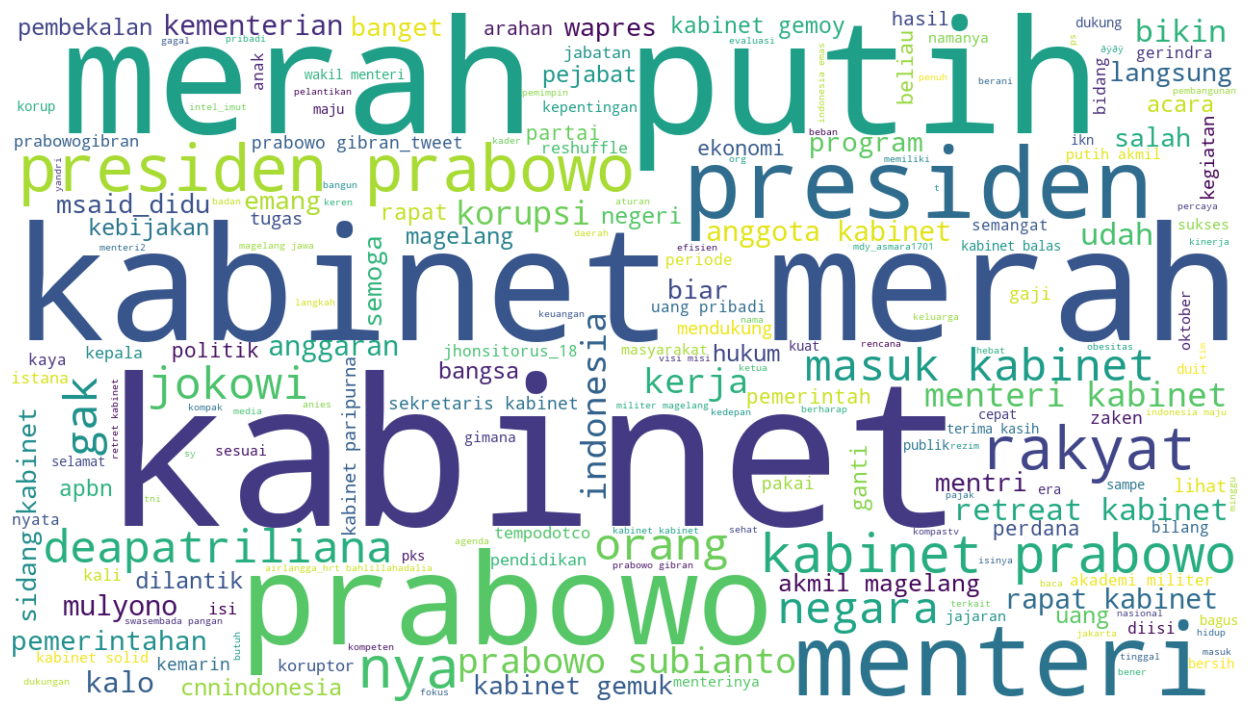 pembekalan
kementerian
banget
arahan
wapres
kabinet gemoy
hasil
dukung
bikin
gagal
pribadi
merah putih
jabatan
evaluasi
namanya
ps
gerindra
anak
wakil menteri
pejabat
beliau
indonesia emas
bidang
langsung
pelantikan
pemimpin
penuh
berani
pembangunan
korup
intel_imut
maju
kepentingan
acara
prabowogibran
prabowo gibran_tweet
kader
partai
reshuffle
beban
ekonomi
program
ikn
salah
kegiatan
presiden prabowo
org
memiliki
putih akmil
yandri
bangun
presiden
t
msaid_didu
badan
emang
keren
rapat
korupsi
aturan
negeri
percaya
kebijakan
tugas
magelang
daerah
anggota kabinet
semangat
udah
sukses
menteri2
magelang jawa
semoga
efisien
mdy_asmara1701
kabinet balas
kinerja
kabinet merah
periode
langkah
keuangan
biar
uang pribadi
gaji
nama
keluarga
oktober
mendukung
kaya
kepala
politik
anggaran
jhonsitorus_18
indonesia
masyarakat
visi misi
hukum
kuat
rencana
hebat
obesitas
tim
istana
gak
retret kabinet
jokowi
kabinet paripurna
bangsa
ketua
kerja
masuk kabinet
duit
kompak
media
anies
sekretaris kabinet
militer magelang
pemerintah
kedepan
berharap
menteri kabinet
indonesia maju
kabinet
sidang kabinet
selamat
sy
sesuai
gimana
cepat
terima kasih
zaken
publik
rezim
rakyat
apbn
tni
ganti
pakai
pajak
mentri
era
sampe
lihat
minggu
nyata
tempodotco
kabinet kabinet
sehat
kompastv
retreat kabinet
perdana
bilang
deapatriliana
pks
agenda
pendidikan
orang
prabowo gibran
kabinet prabowo
isinya
kali
dilantik
airlangga_hrt bahlillahadalia
akmil magelang
baca
akademi militer
mulyono
isi
swasembada pangan
prabowo
negara
jajaran
terkait
uang
rapat kabinet
nasional
diisi
bagus
pemerintahan
butuh
kompeten
menteri
jakarta
hidup
kabinet solid
kemarin
koruptor
nya
prabowo subianto
tinggal
masuk
bersih
bener
dukungan
kalo
cnnindonesia
fokus
kabinet gemuk
menterinya